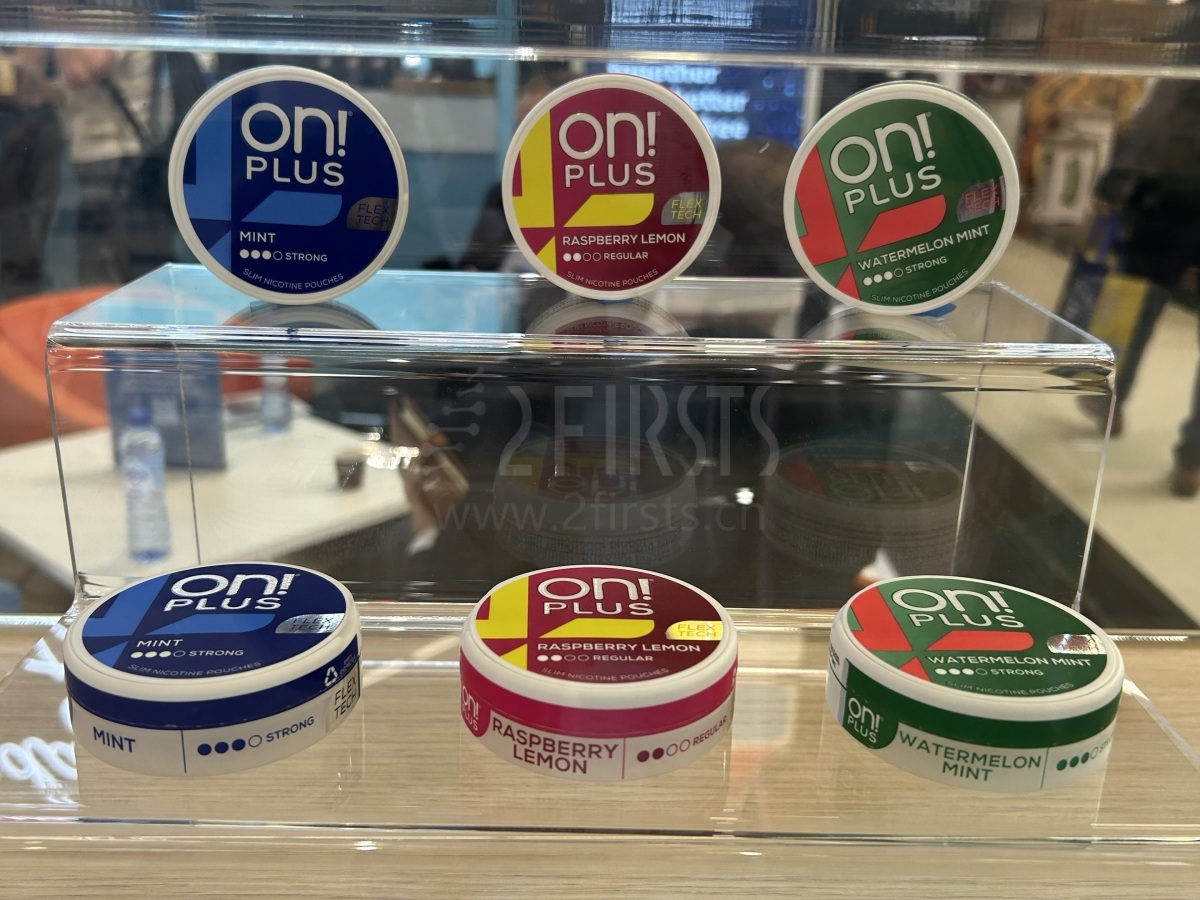 on!
PLUS
FLEX
TECH
MINT
STRONG
SLIM NICOTINE POUCHES
on!
PLUS
FLEX
TECH
RASPBERRY LEMON
REGULAR
SLIM NICOTINE POUCHES
on!
PLUS
FLEX
TECH
WATERMELON MINT
STRONG
SLIM NICOTINE POUCHES
2FIRSTS
www.2firsts.cn
on!
PLUS
FLEX
TECH
MINT
STRONG
SLIM NICOTINE POUCHES
MINT
STRONG
FLEX
TECH
on!
PLUS
FLEX
TECH
RASPBERRY LEMON
REGULAR
SLIM NICOTINE POUCHES
on!
PLUS
RASPBERRY
LEMON
REGULAR
on!
PLUS
WATERMELON MINT
STRONG
SLIM NICOTINE POUCHES
on!
PLUS
WATERMELON
MINT